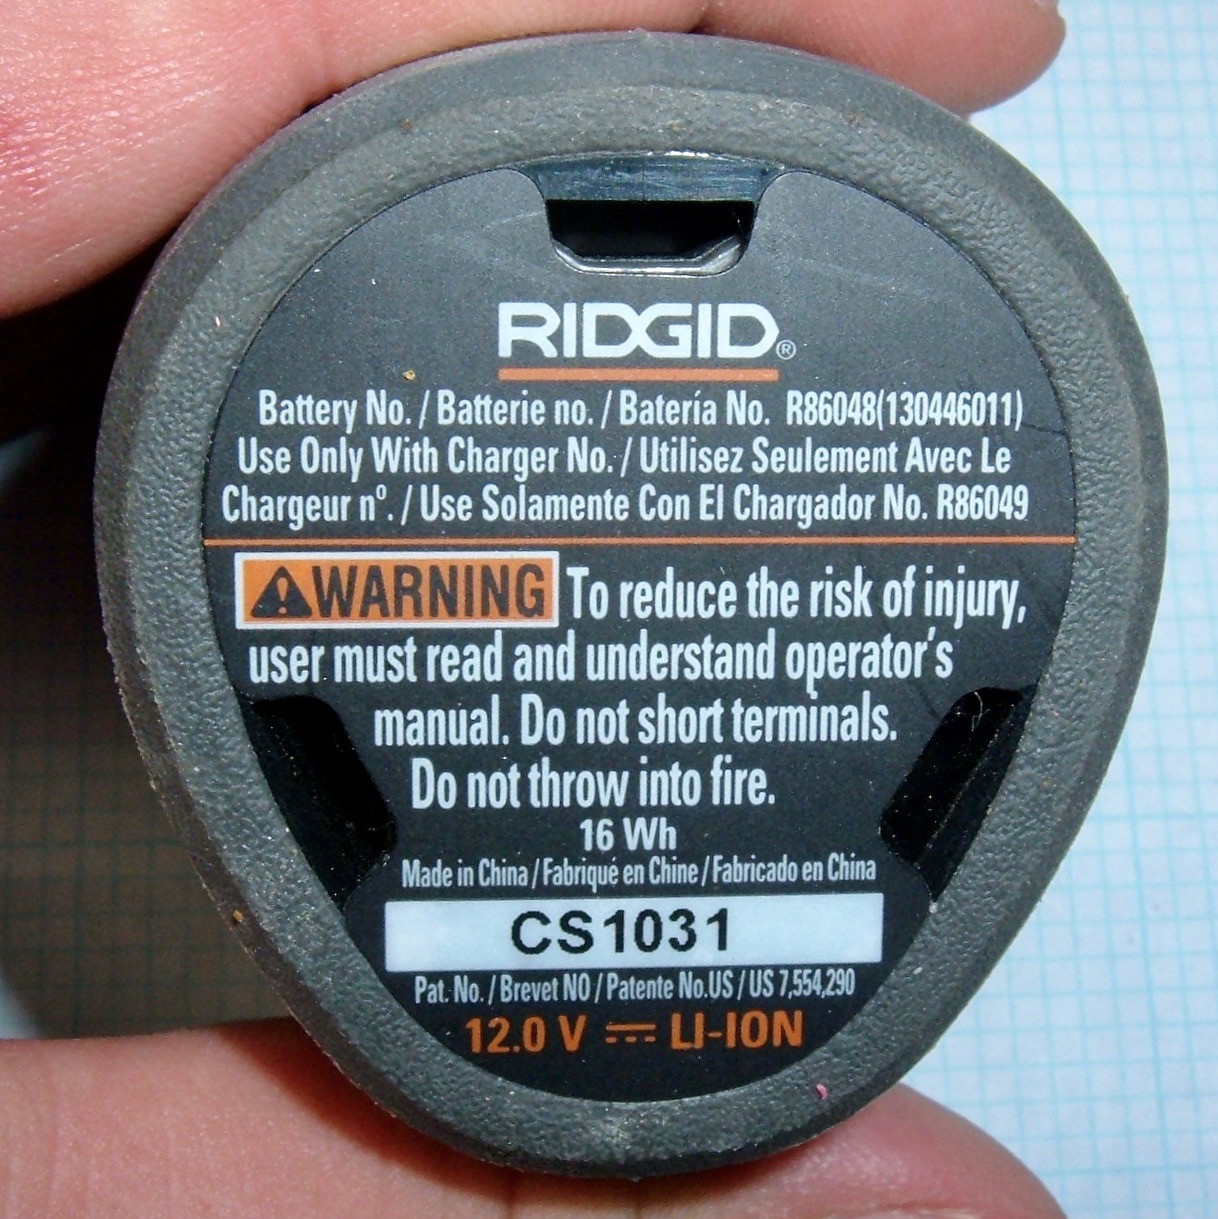 RIDGID®
Battery No. / Batterie no. / Batería No. R86048(130446011)
Use Only With Charger No. / Utilisez Seulement Avec Le
Chargeur nº. / Use Solamente Con El Chargador No. R86049
WARNING To reduce the risk of injury,
user must read and understand operator's
manual. Do not short terminals.
Do not throw into fire.
16 Wh
Made in China / Fabriqué en Chine / Fabricado en China
CS1031
Pat. No. / Brevet NO / Patente No.US / US 7,554,290
12.0 V ⎓ LI-ION